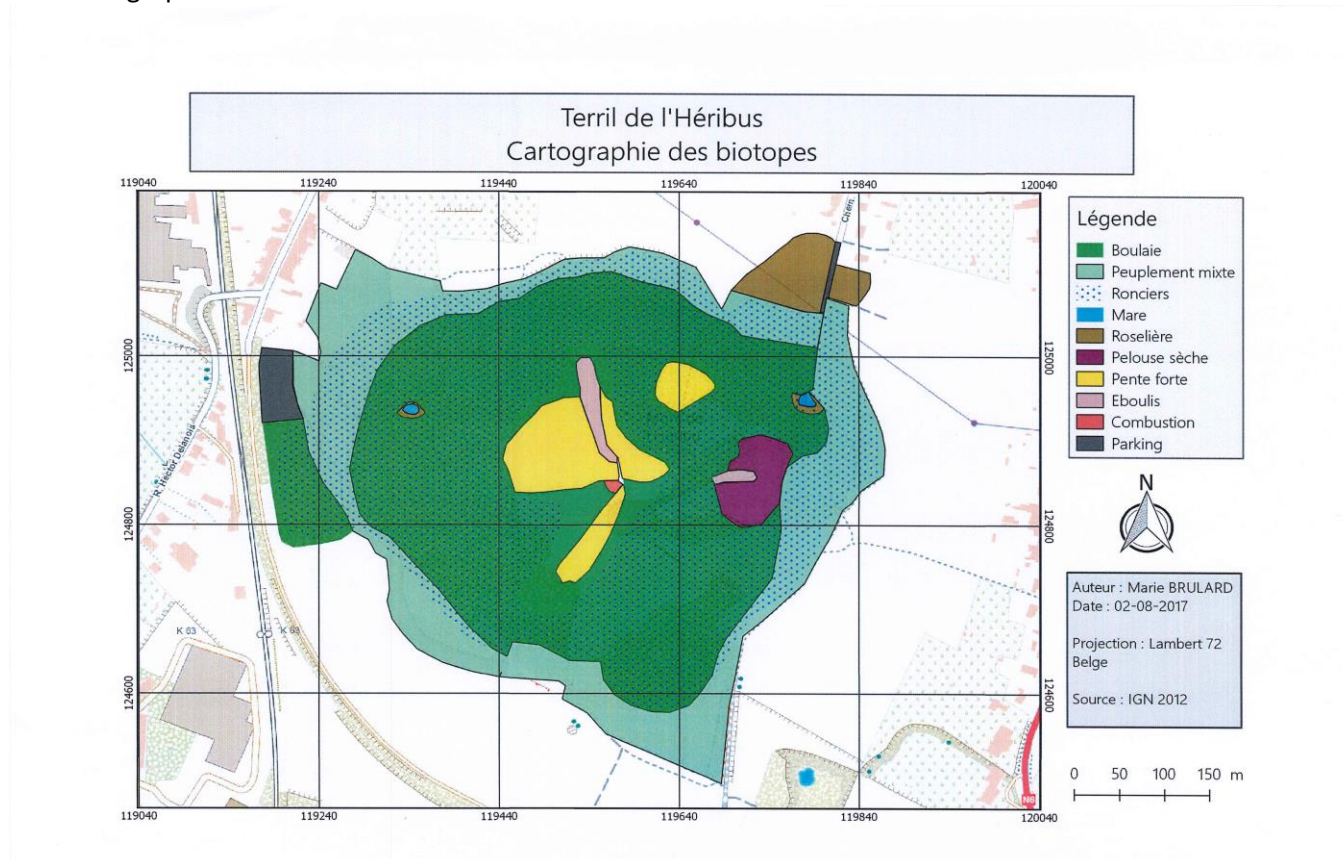 Terril de l'Héribus
Cartographie des biotopes
119040
119240
119440
119640
119840
120040
Chem.
Légende
Boulaie
Peuplement mixte
Ronciers
Mare
Roselière
Pelouse sèche
Pente forte
Eboulis
Combustion
Parking
125000
125000
R. Hector Delanois
N
124800
124800
Auteur : Marie BRULARD
Date : 02-08-2017
Projection : Lambert 72
Belge
Source : IGN 2012
K 63
K 63
124600
124600
0 50 100 150 m
N6
119040
119240
119440
119640
119840
120040